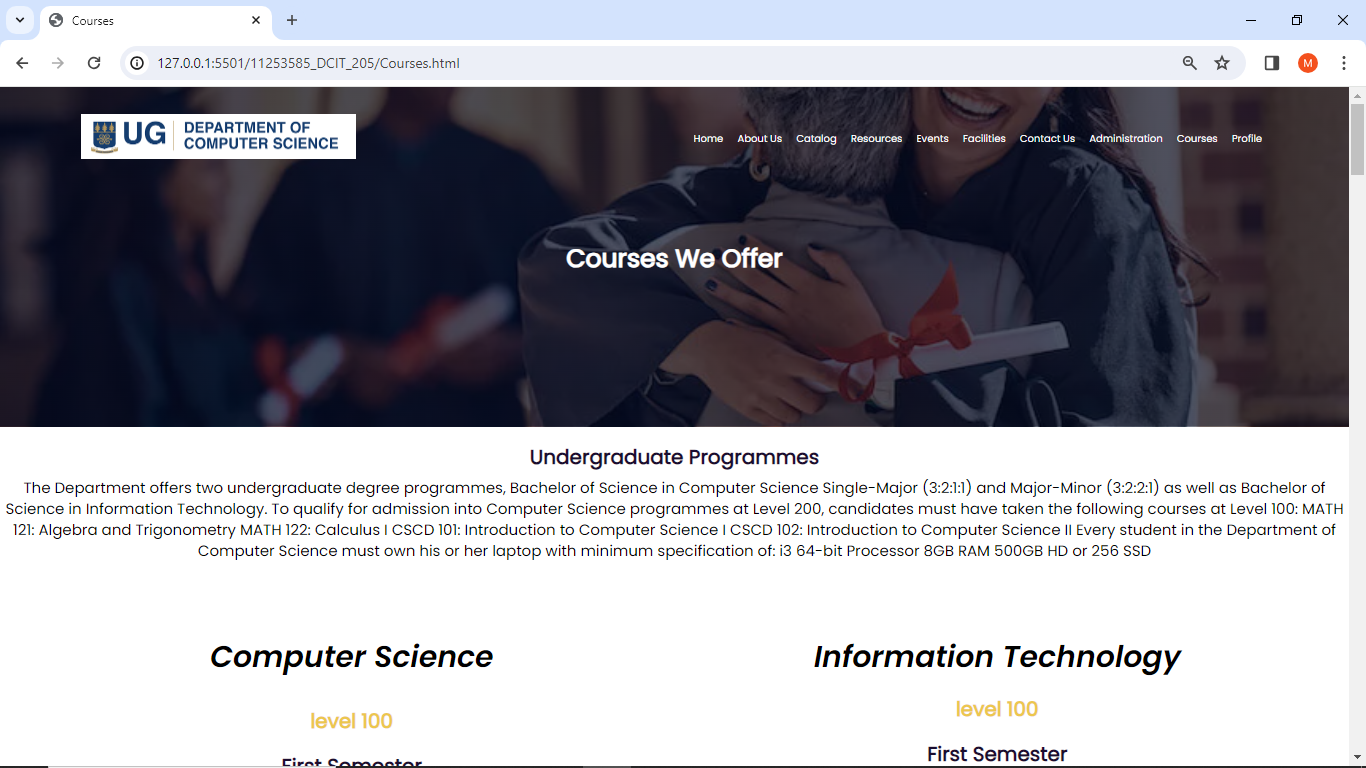 Courses
127.0.0.1:5501/11253585_DCIT_205/Courses.html
M
UG DEPARTMENT OF
COMPUTER SCIENCE
Home About Us Catalog Resources Events Facilities Contact Us Administration Courses Profile
Courses We Offer
Undergraduate Programmes
The Department offers two undergraduate degree programmes, Bachelor of Science in Computer Science Single-Major (3:2:1:1) and Major-Minor (3:2:2:1) as well as Bachelor of
Science in Information Technology. To qualify for admission into Computer Science programmes at Level 200, candidates must have taken the following courses at Level 100: MATH
121: Algebra and Trigonometry MATH 122: Calculus I CSCD 101: Introduction to Computer Science I CSCD 102: Introduction to Computer Science II Every student in the Department of
Computer Science must own his or her laptop with minimum specification of: i3 64-bit Processor 8GB RAM 500GB HD or 256 SSD
Computer Science
level 100
First Semester
Information Technology
level 100
First Semester